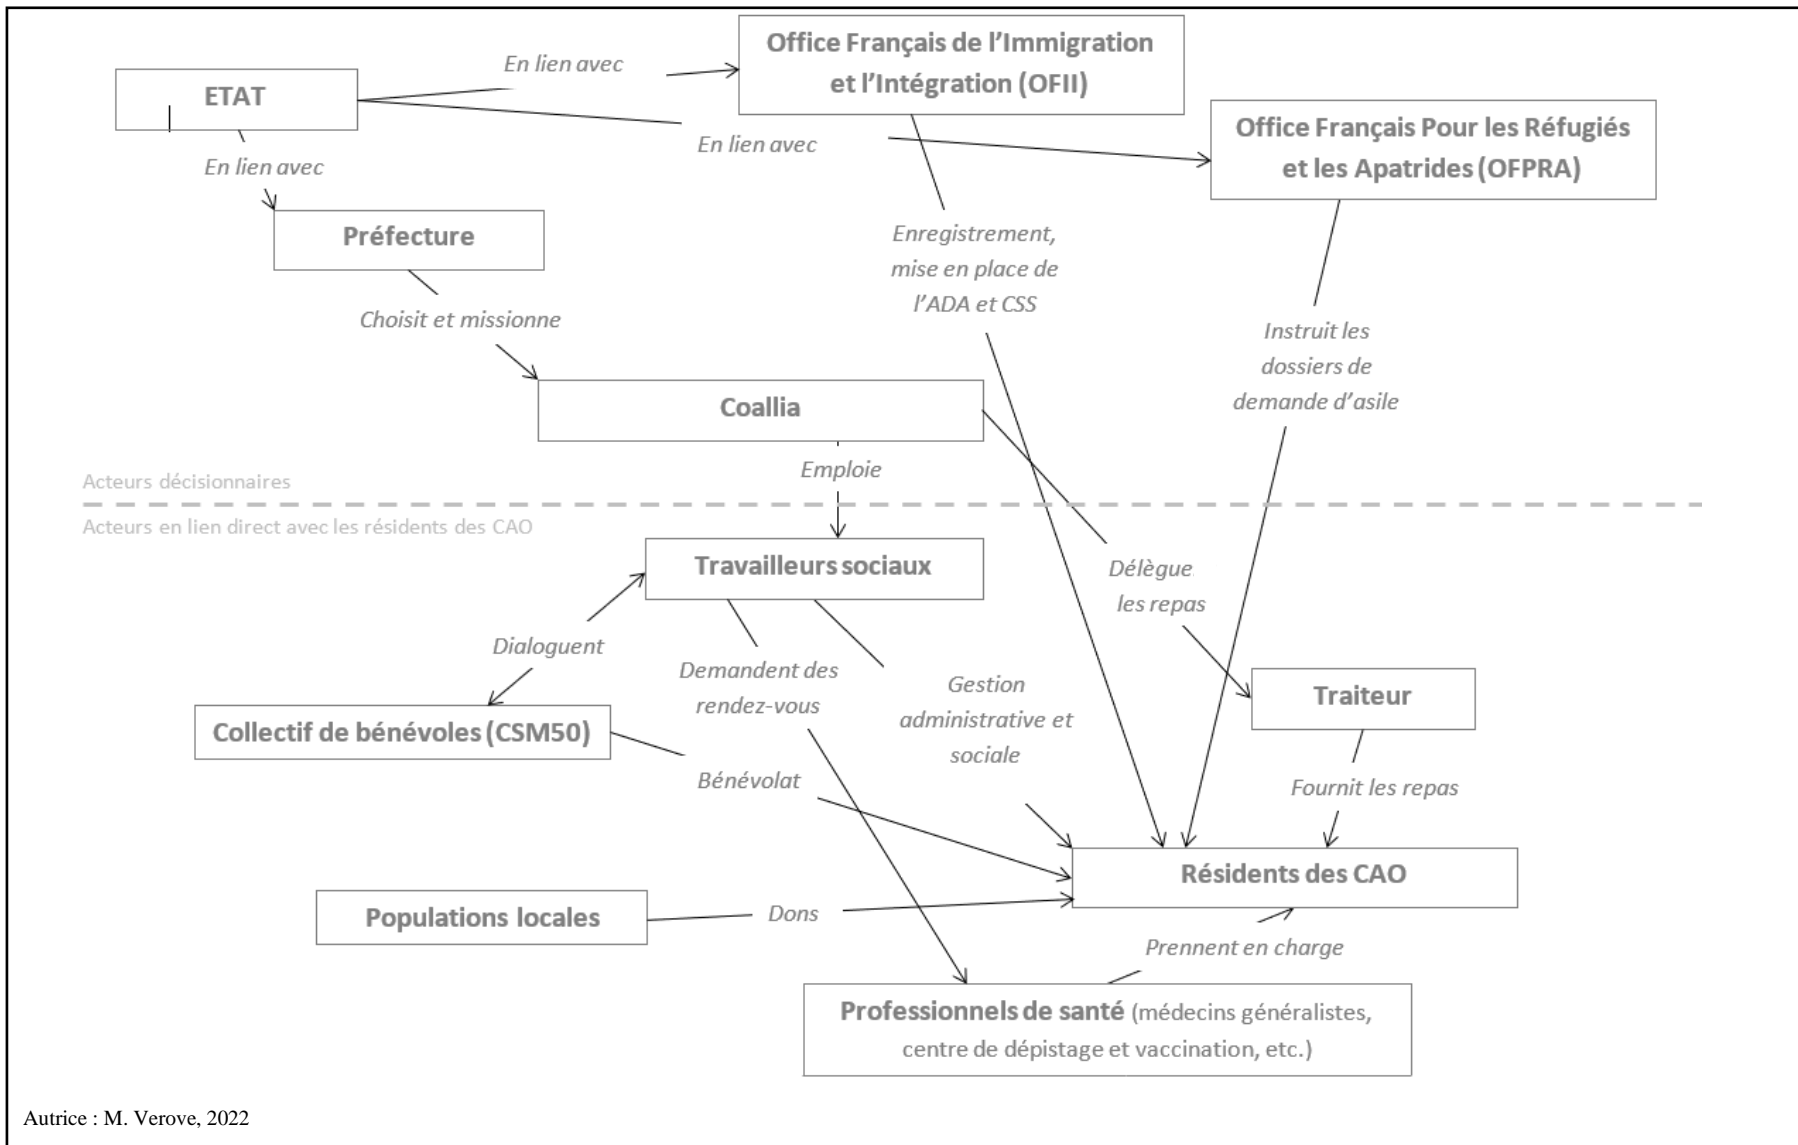 Office Français de l’Immigration
et l’Intégration (OFII)
En lien avec
ETAT
Office Français Pour les Réfugiés
et les Apatrides (OFPRA)
En lien avec
En lien avec
Préfecture
Enregistrement,
mise en place de
l’ADA et CSS
Choisit et missionne
Instruit les
dossiers de
demande d’asile
Coallia
Emploie
Acteurs décisionnaires
Acteurs en lien direct avec les résidents des CAO
Travailleurs sociaux
Délègue
les repas
Dialoguent
Demandent des
rendez-vous
Gestion
administrative et
sociale
Traiteur
Collectif de bénévoles (CSM50)
Bénévolat
Fournit les repas
Résidents des CAO
Populations locales
Dons
Prennent en charge
Professionnels de santé (médecins généralistes,
centre de dépistage et vaccination, etc.)
Autrice : M. Verove, 2022